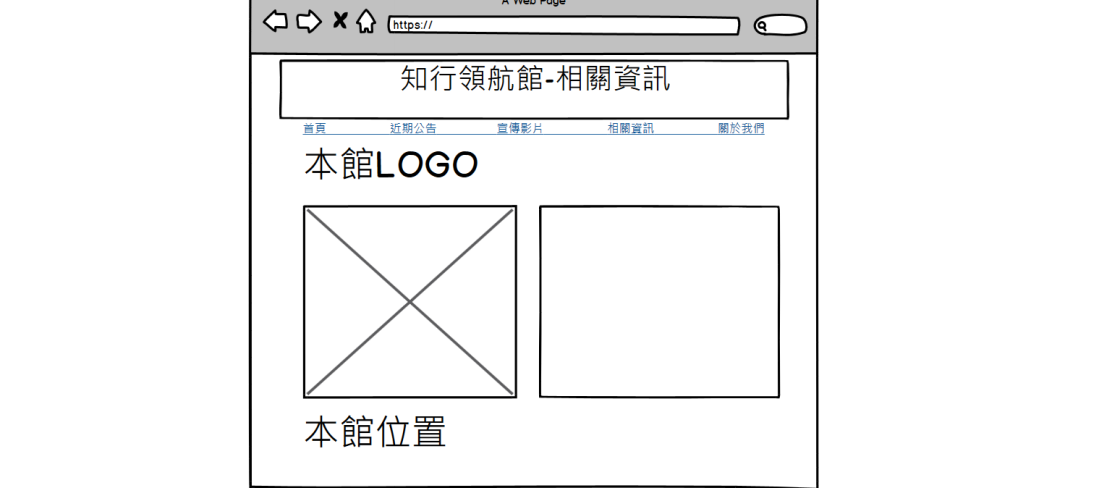 A Web Page
https://
知行領航館-相關資訊
首頁 近期公告 宣傳影片 相關資訊 關於我們
本館LOGO
本館位置